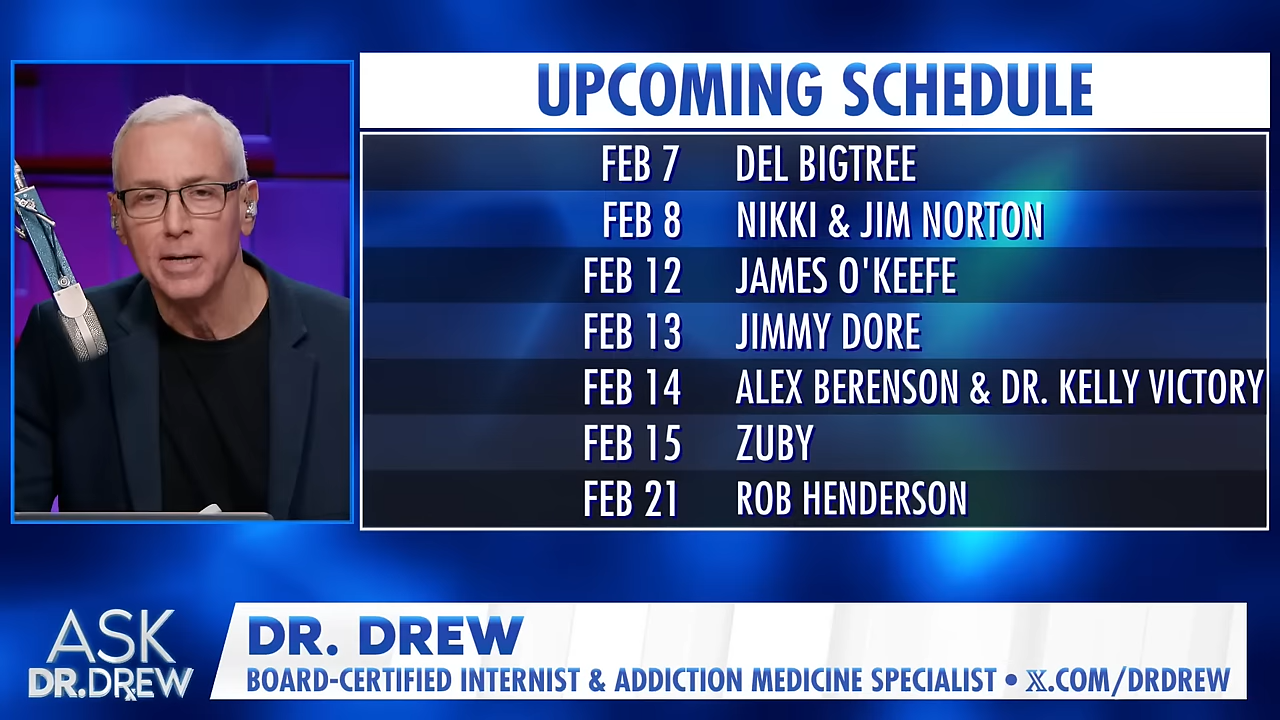 UPCOMING SCHEDULE
FEB 7 DEL BIGTREE
FEB 8 NIKKI & JIM NORTON
FEB 12 JAMES O'KEEFE
FEB 13 JIMMY DORE
FEB 14 ALEX BERENSON & DR. KELLY VICTORY
FEB 15 ZUBY
FEB 21 ROB HENDERSON
ASK
DR.DREW
DR. DREW
BOARD-CERTIFIED INTERNIST & ADDICTION MEDICINE SPECIALIST • 𝕏.COM/DRDREW